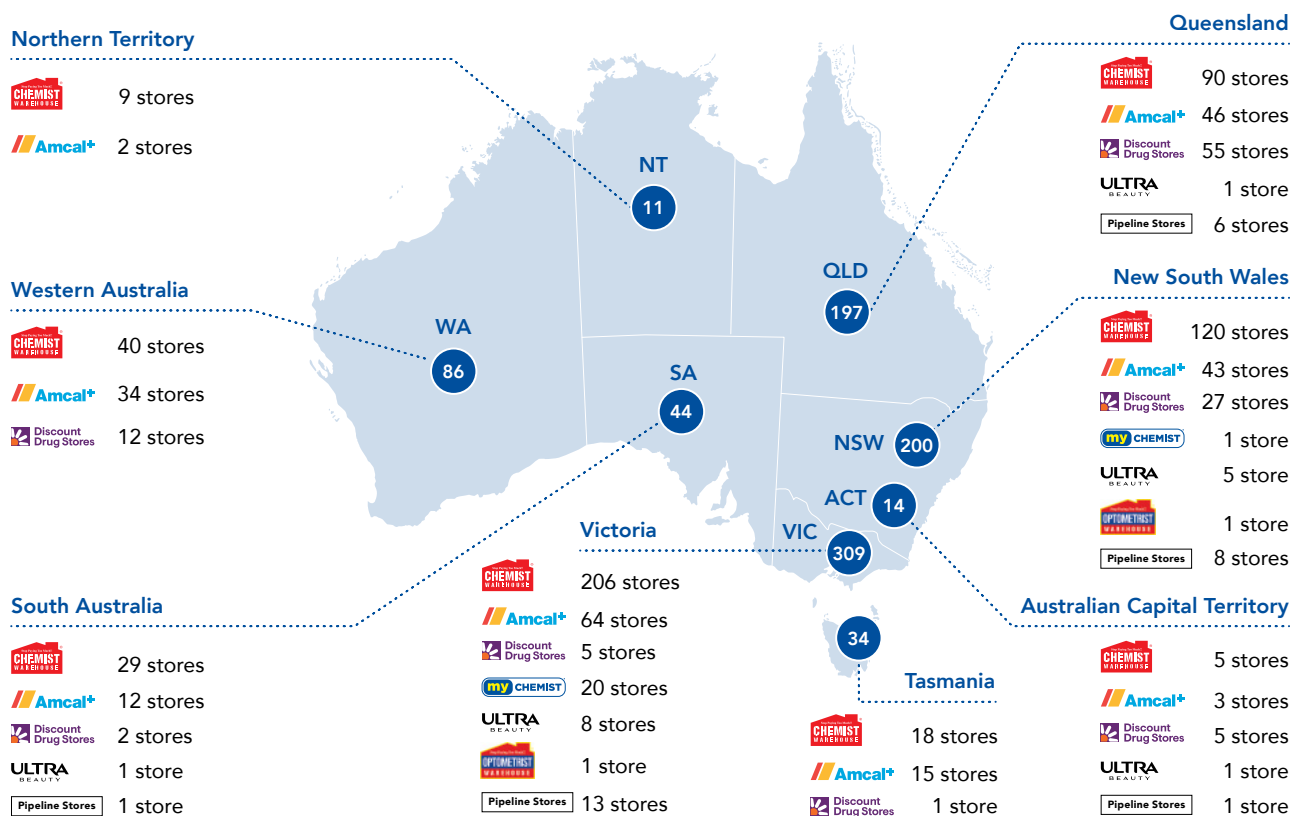 Northern Territory
CHEMIST
WAREHOUSE
9 stores
Amcal+
2 stores
Western Australia
CHEMIST
WAREHOUSE
40 stores
Amcal+
34 stores
Discount
Drug Stores
12 stores
South Australia
CHEMIST
WAREHOUSE
29 stores
Amcal+
12 stores
Discount
Drug Stores
2 stores
ULTRA
BEAUTY
1 store
Pipeline Stores
1 store
NT
11
QLD
197
WA
86
SA
44
NSW
200
ACT
14
VIC
309
34
Victoria
CHEMIST
WAREHOUSE
206 stores
Amcal+
64 stores
Discount
Drug Stores
5 stores
my CHEMIST
20 stores
ULTRA
BEAUTY
8 stores
OPTOMETRIST
WAREHOUSE
1 store
Pipeline Stores
13 stores
Tasmania
CHEMIST
WAREHOUSE
18 stores
Amcal+
15 stores
Discount
Drug Stores
1 store
Queensland
CHEMIST
WAREHOUSE
90 stores
Amcal+
46 stores
Discount
Drug Stores
55 stores
ULTRA
BEAUTY
1 store
Pipeline Stores
6 stores
New South Wales
CHEMIST
WAREHOUSE
120 stores
Amcal+
43 stores
Discount
Drug Stores
27 stores
my CHEMIST
1 store
ULTRA
BEAUTY
5 store
OPTOMETRIST
WAREHOUSE
1 store
Pipeline Stores
8 stores
Australian Capital Territory
CHEMIST
WAREHOUSE
5 stores
Amcal+
3 stores
Discount
Drug Stores
5 stores
ULTRA
BEAUTY
1 store
Pipeline Stores
1 store